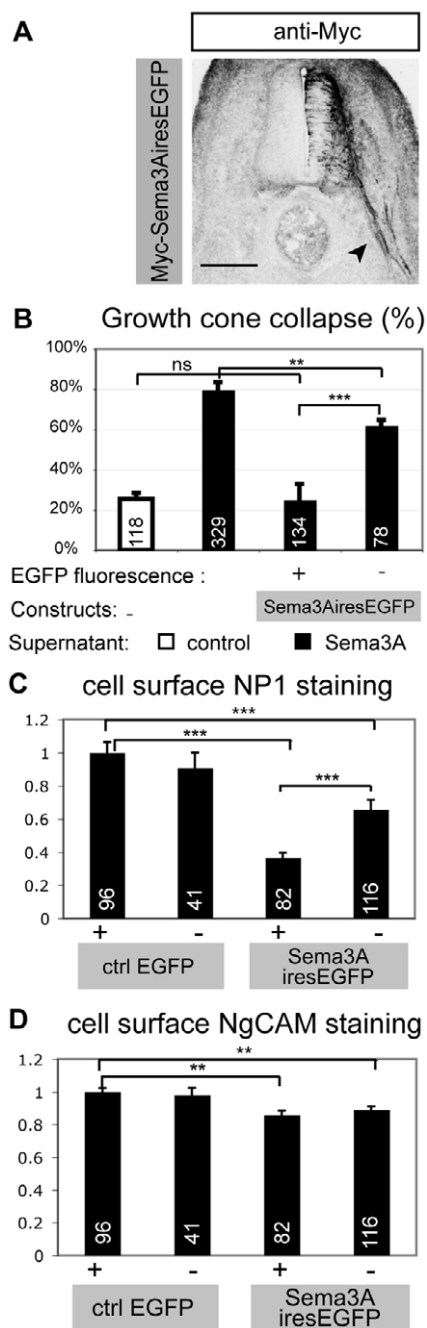 A
anti-Myc
Myc-Sema3AiresEGFP
B Growth cone collapse (%)
100%
80%
60%
40%
20%
0%
ns
**
***
118
329
134
78
EGFP fluorescence : + -
Constructs: - Sema3AiresEGFP
Supernatant: control Sema3A
C cell surface NP1 staining
1.2
1
0.8
0.6
0.4
0.2
0
***
***
***
96
41
82
116
+ - + -
ctrl EGFP
Sema3A
iresEGFP
D cell surface NgCAM staining
1.2
1
0.8
0.6
0.4
0.2
0
**
**
96
41
82
116
+ - + -
ctrl EGFP
Sema3A
iresEGFP